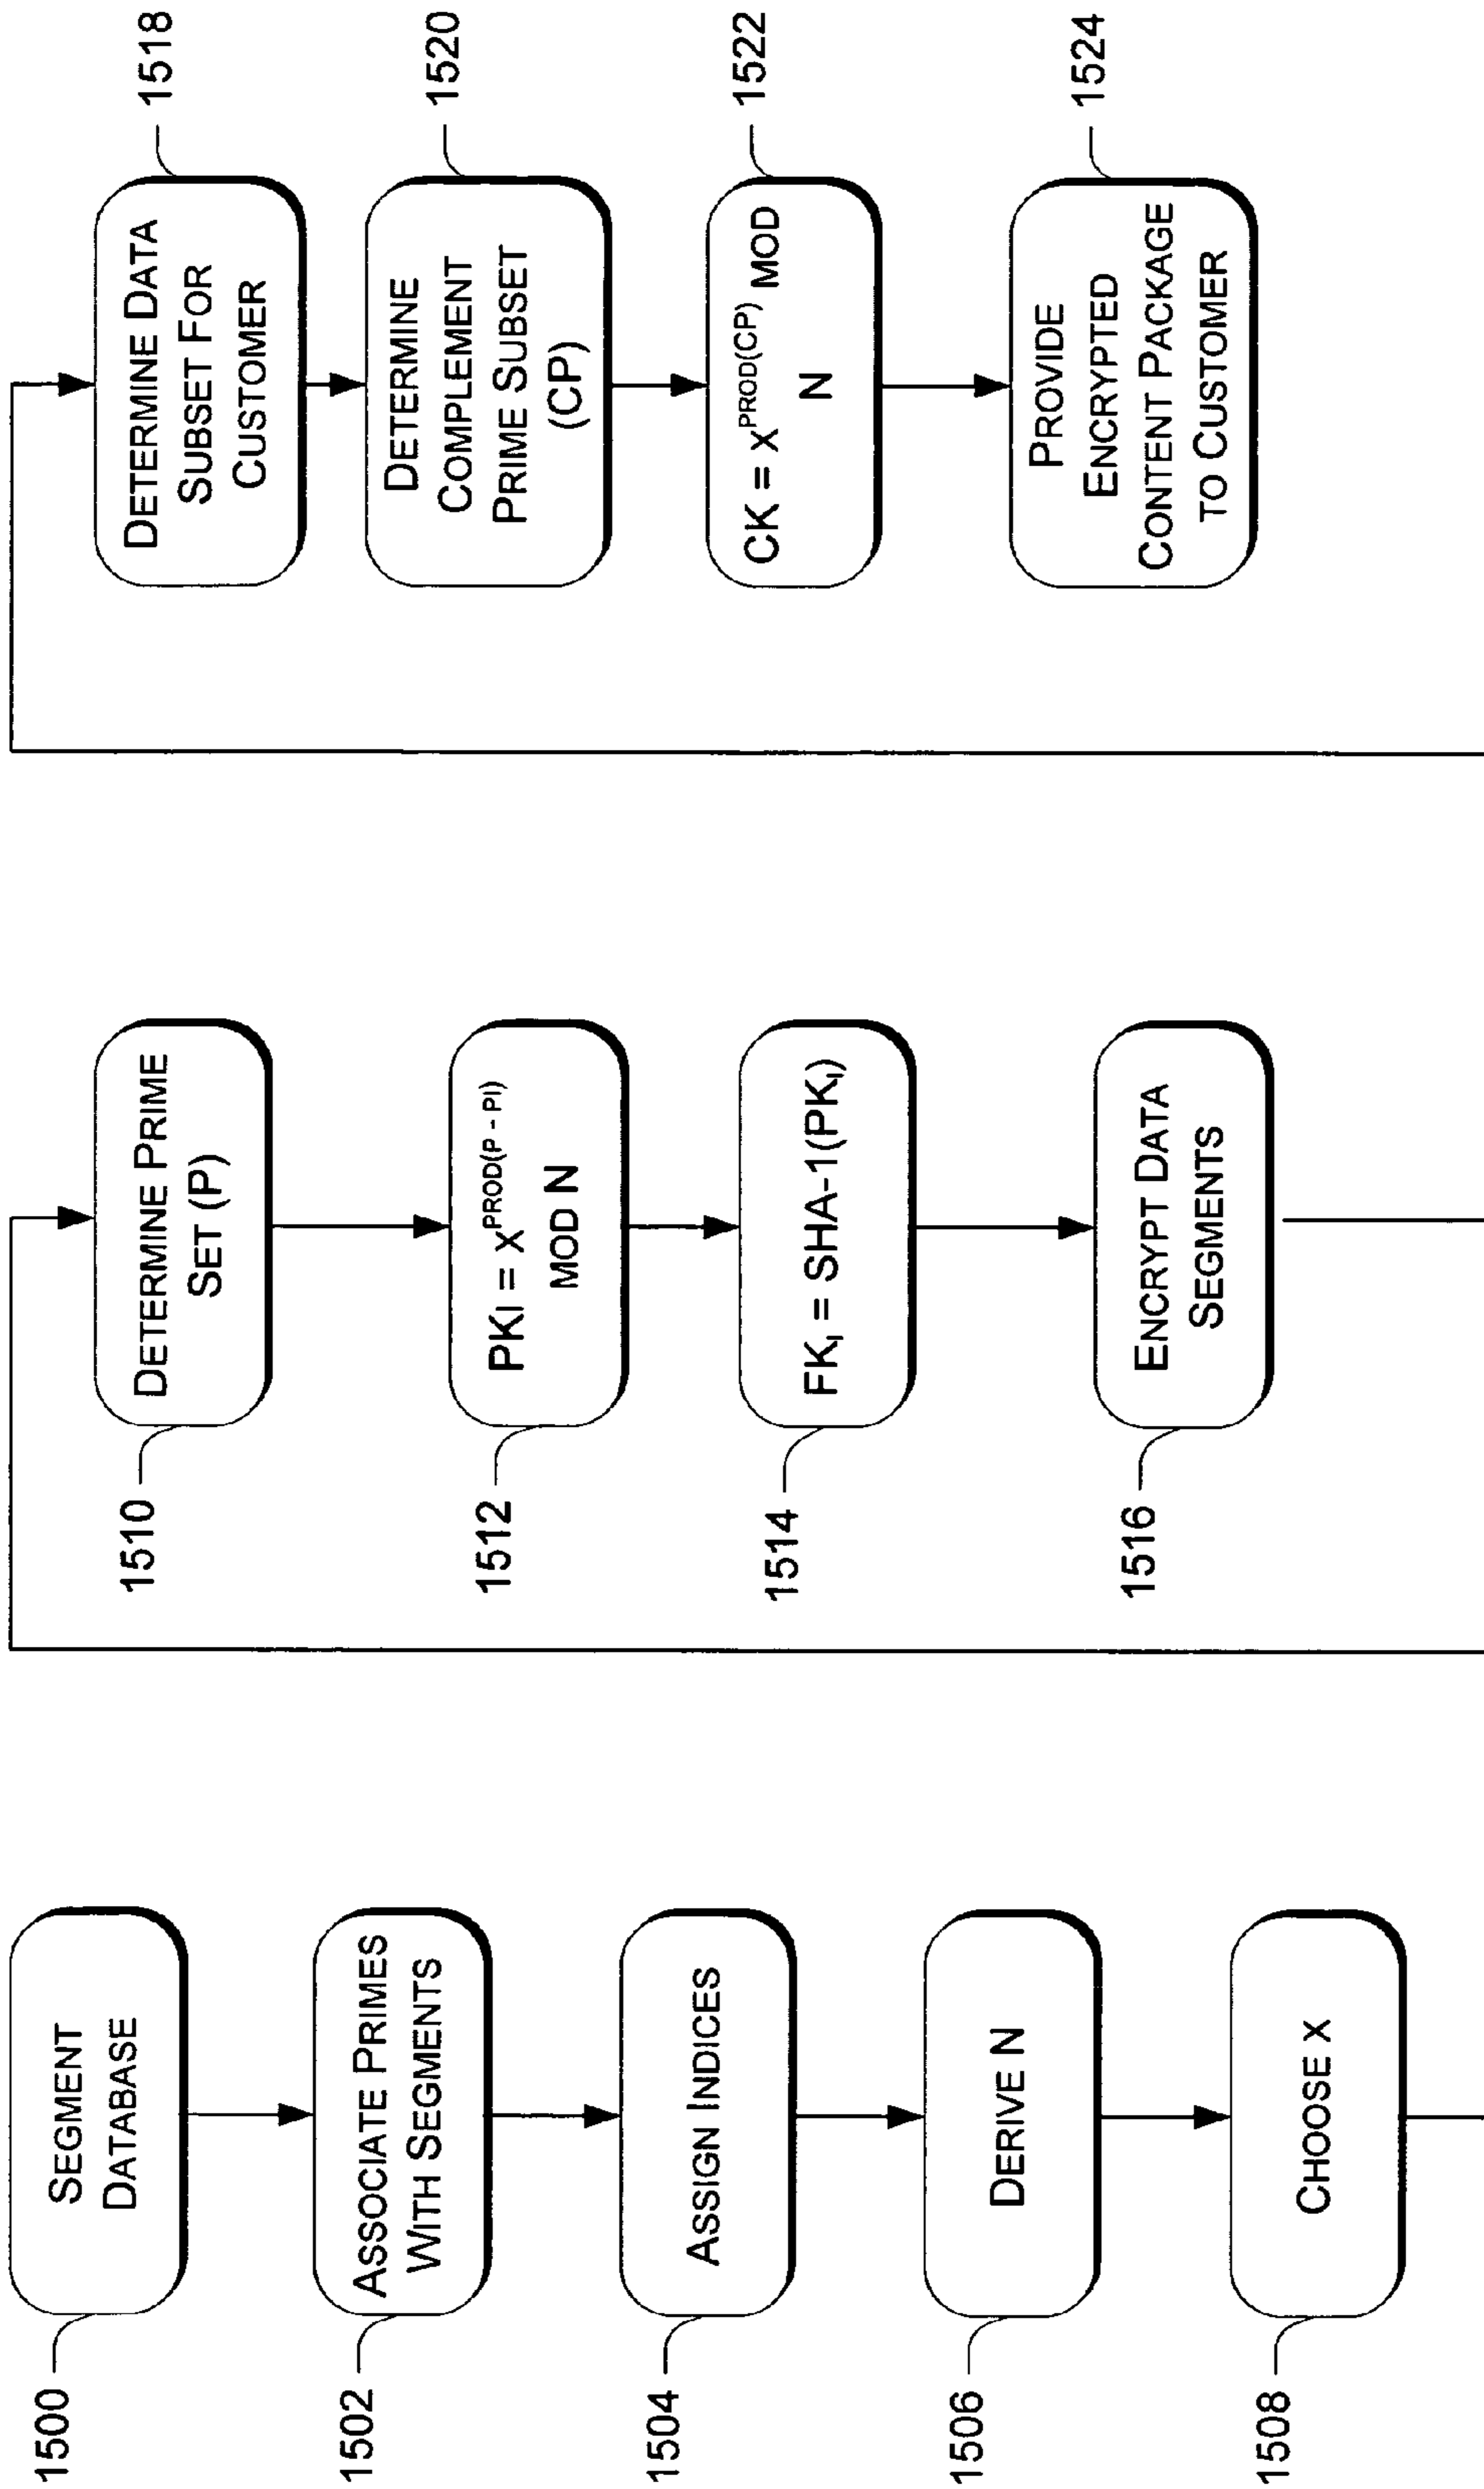 1500
SEGMENT
DATABASE
1502
ASSOCIATE PRIMES
WITH SEGMENTS
1504
ASSIGN INDICES
1506
DERIVE N
1508
CHOOSE X
1510
DETERMINE PRIME
SET (P)
1512
PKI = X^PROD(P - PI)
MOD N
1514
FKI = SHA-1(PKI)
1516
ENCRYPT DATA
SEGMENTS
1518
DETERMINE DATA
SUBSET FOR
CUSTOMER
1520
DETERMINE
COMPLEMENT
PRIME SUBSET
(CP)
1522
CK = X^PROD(CP) MOD
N
1524
PROVIDE
ENCRYPTED
CONTENT PACKAGE
TO CUSTOMER